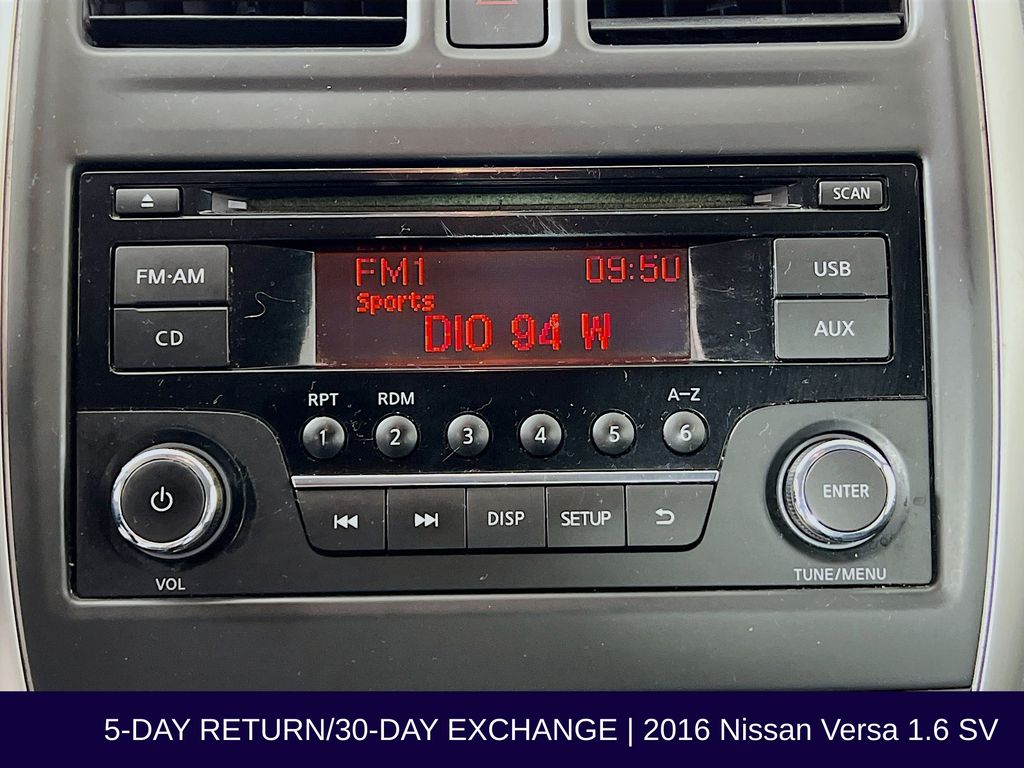 SCAN
FM·AM
CD
FM1 09:50
Sports
DIO 94 W
USB
AUX
RPT RDM A–Z
1 2 3 4 5 6
DISP SETUP
ENTER
VOL
TUNE/MENU
5-DAY RETURN/30-DAY EXCHANGE | 2016 Nissan Versa 1.6 SV